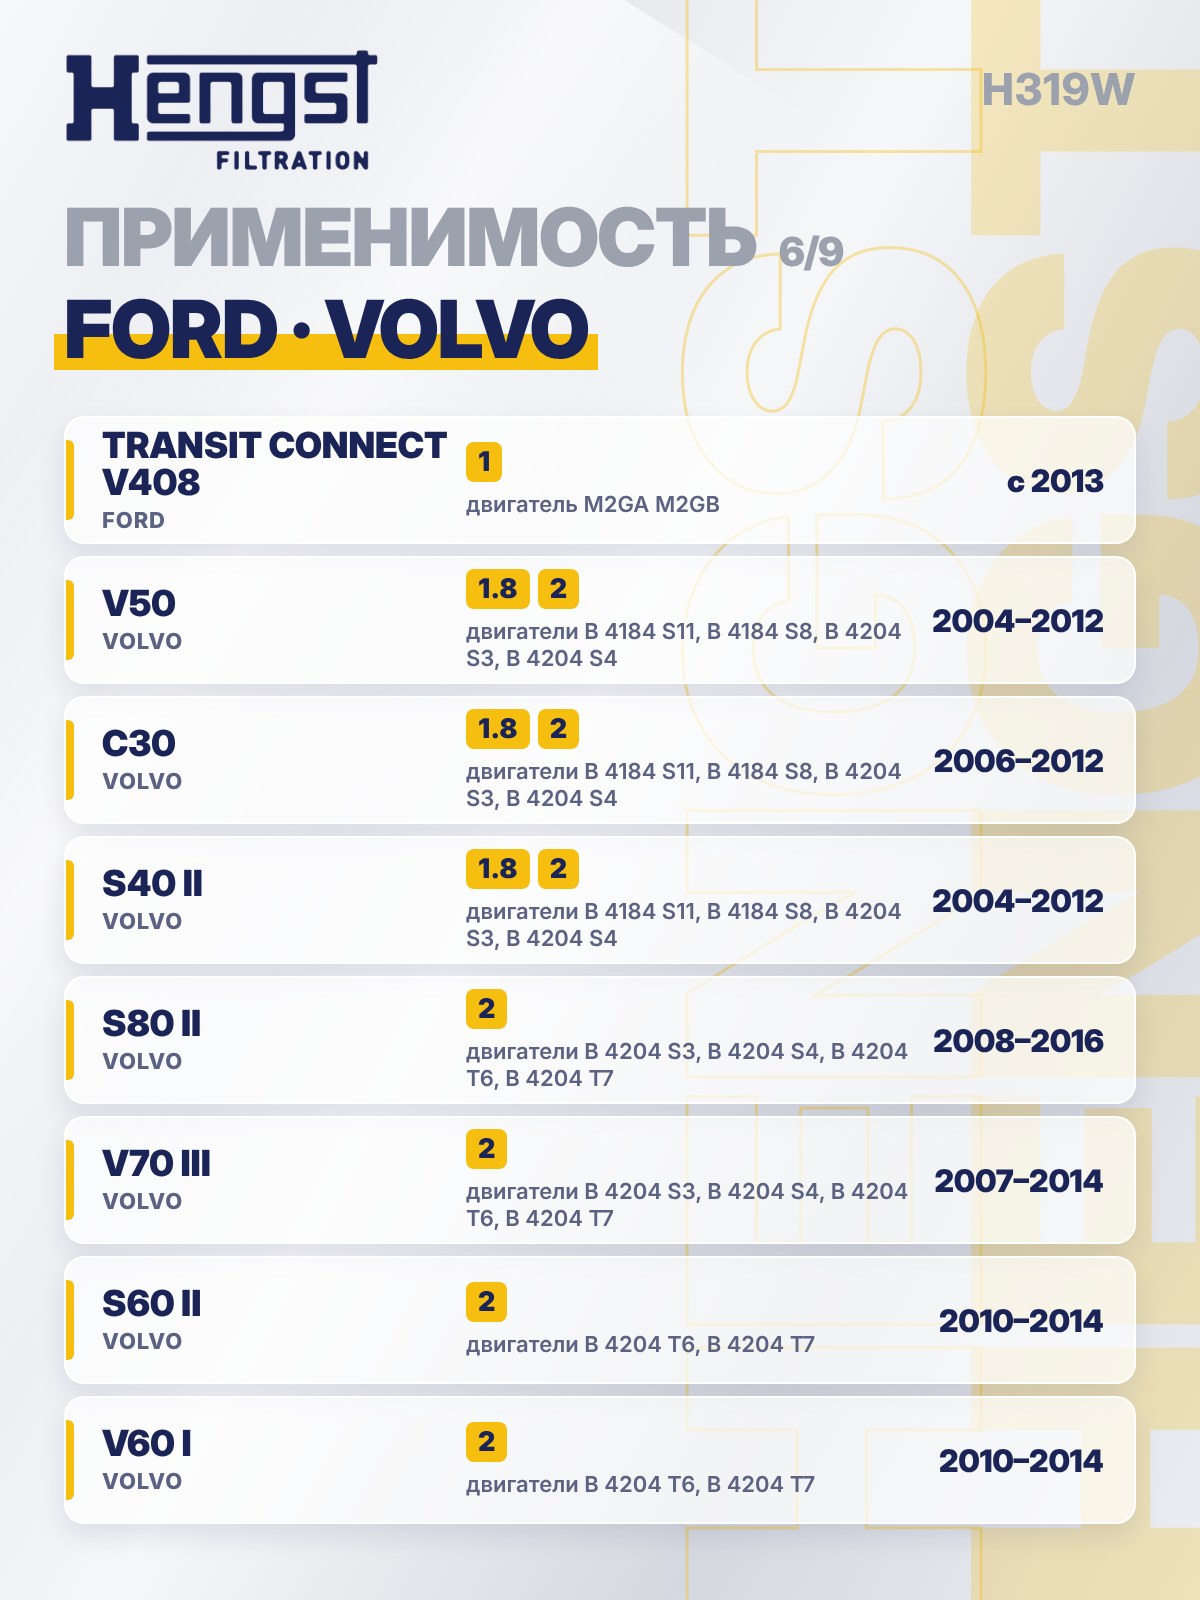 Hengst
FILTRATION
H319W
ПРИМЕНИМОСТЬ 6/9
FORD · VOLVO
TRANSIT CONNECT
V408
FORD
1
двигатель M2GA M2GB
с 2013
V50
VOLVO
1.8 2
двигатели B 4184 S11, B 4184 S8, B 4204
S3, B 4204 S4
2004–2012
C30
VOLVO
1.8 2
двигатели B 4184 S11, B 4184 S8, B 4204
S3, B 4204 S4
2006–2012
S40 II
VOLVO
1.8 2
двигатели B 4184 S11, B 4184 S8, B 4204
S3, B 4204 S4
2004–2012
S80 II
VOLVO
2
двигатели B 4204 S3, B 4204 S4, B 4204
T6, B 4204 T7
2008–2016
V70 III
VOLVO
2
двигатели B 4204 S3, B 4204 S4, B 4204
T6, B 4204 T7
2007–2014
S60 II
VOLVO
2
двигатели B 4204 T6, B 4204 T7
2010–2014
V60 I
VOLVO
2
двигатели B 4204 T6, B 4204 T7
2010–2014
HENGST
HENGST